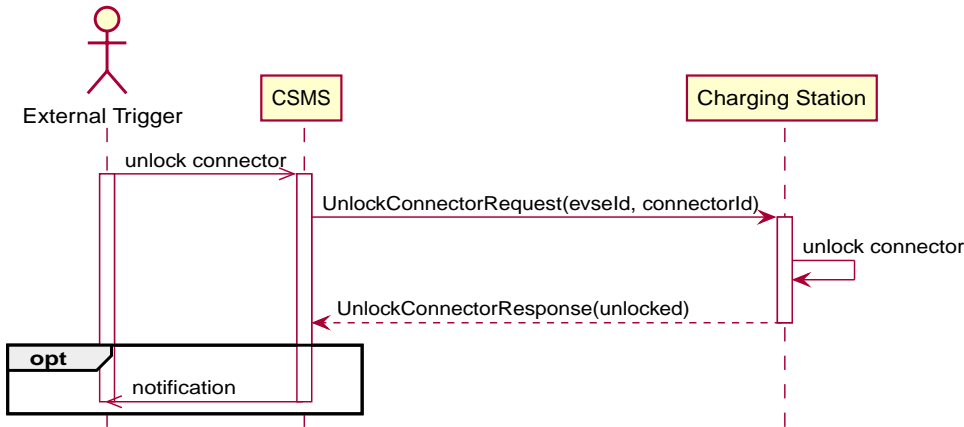 External Trigger
CSMS
Charging Station
unlock connector
UnlockConnectorRequest(evseId, connectorId)
unlock connector
UnlockConnectorResponse(unlocked)
opt
notification